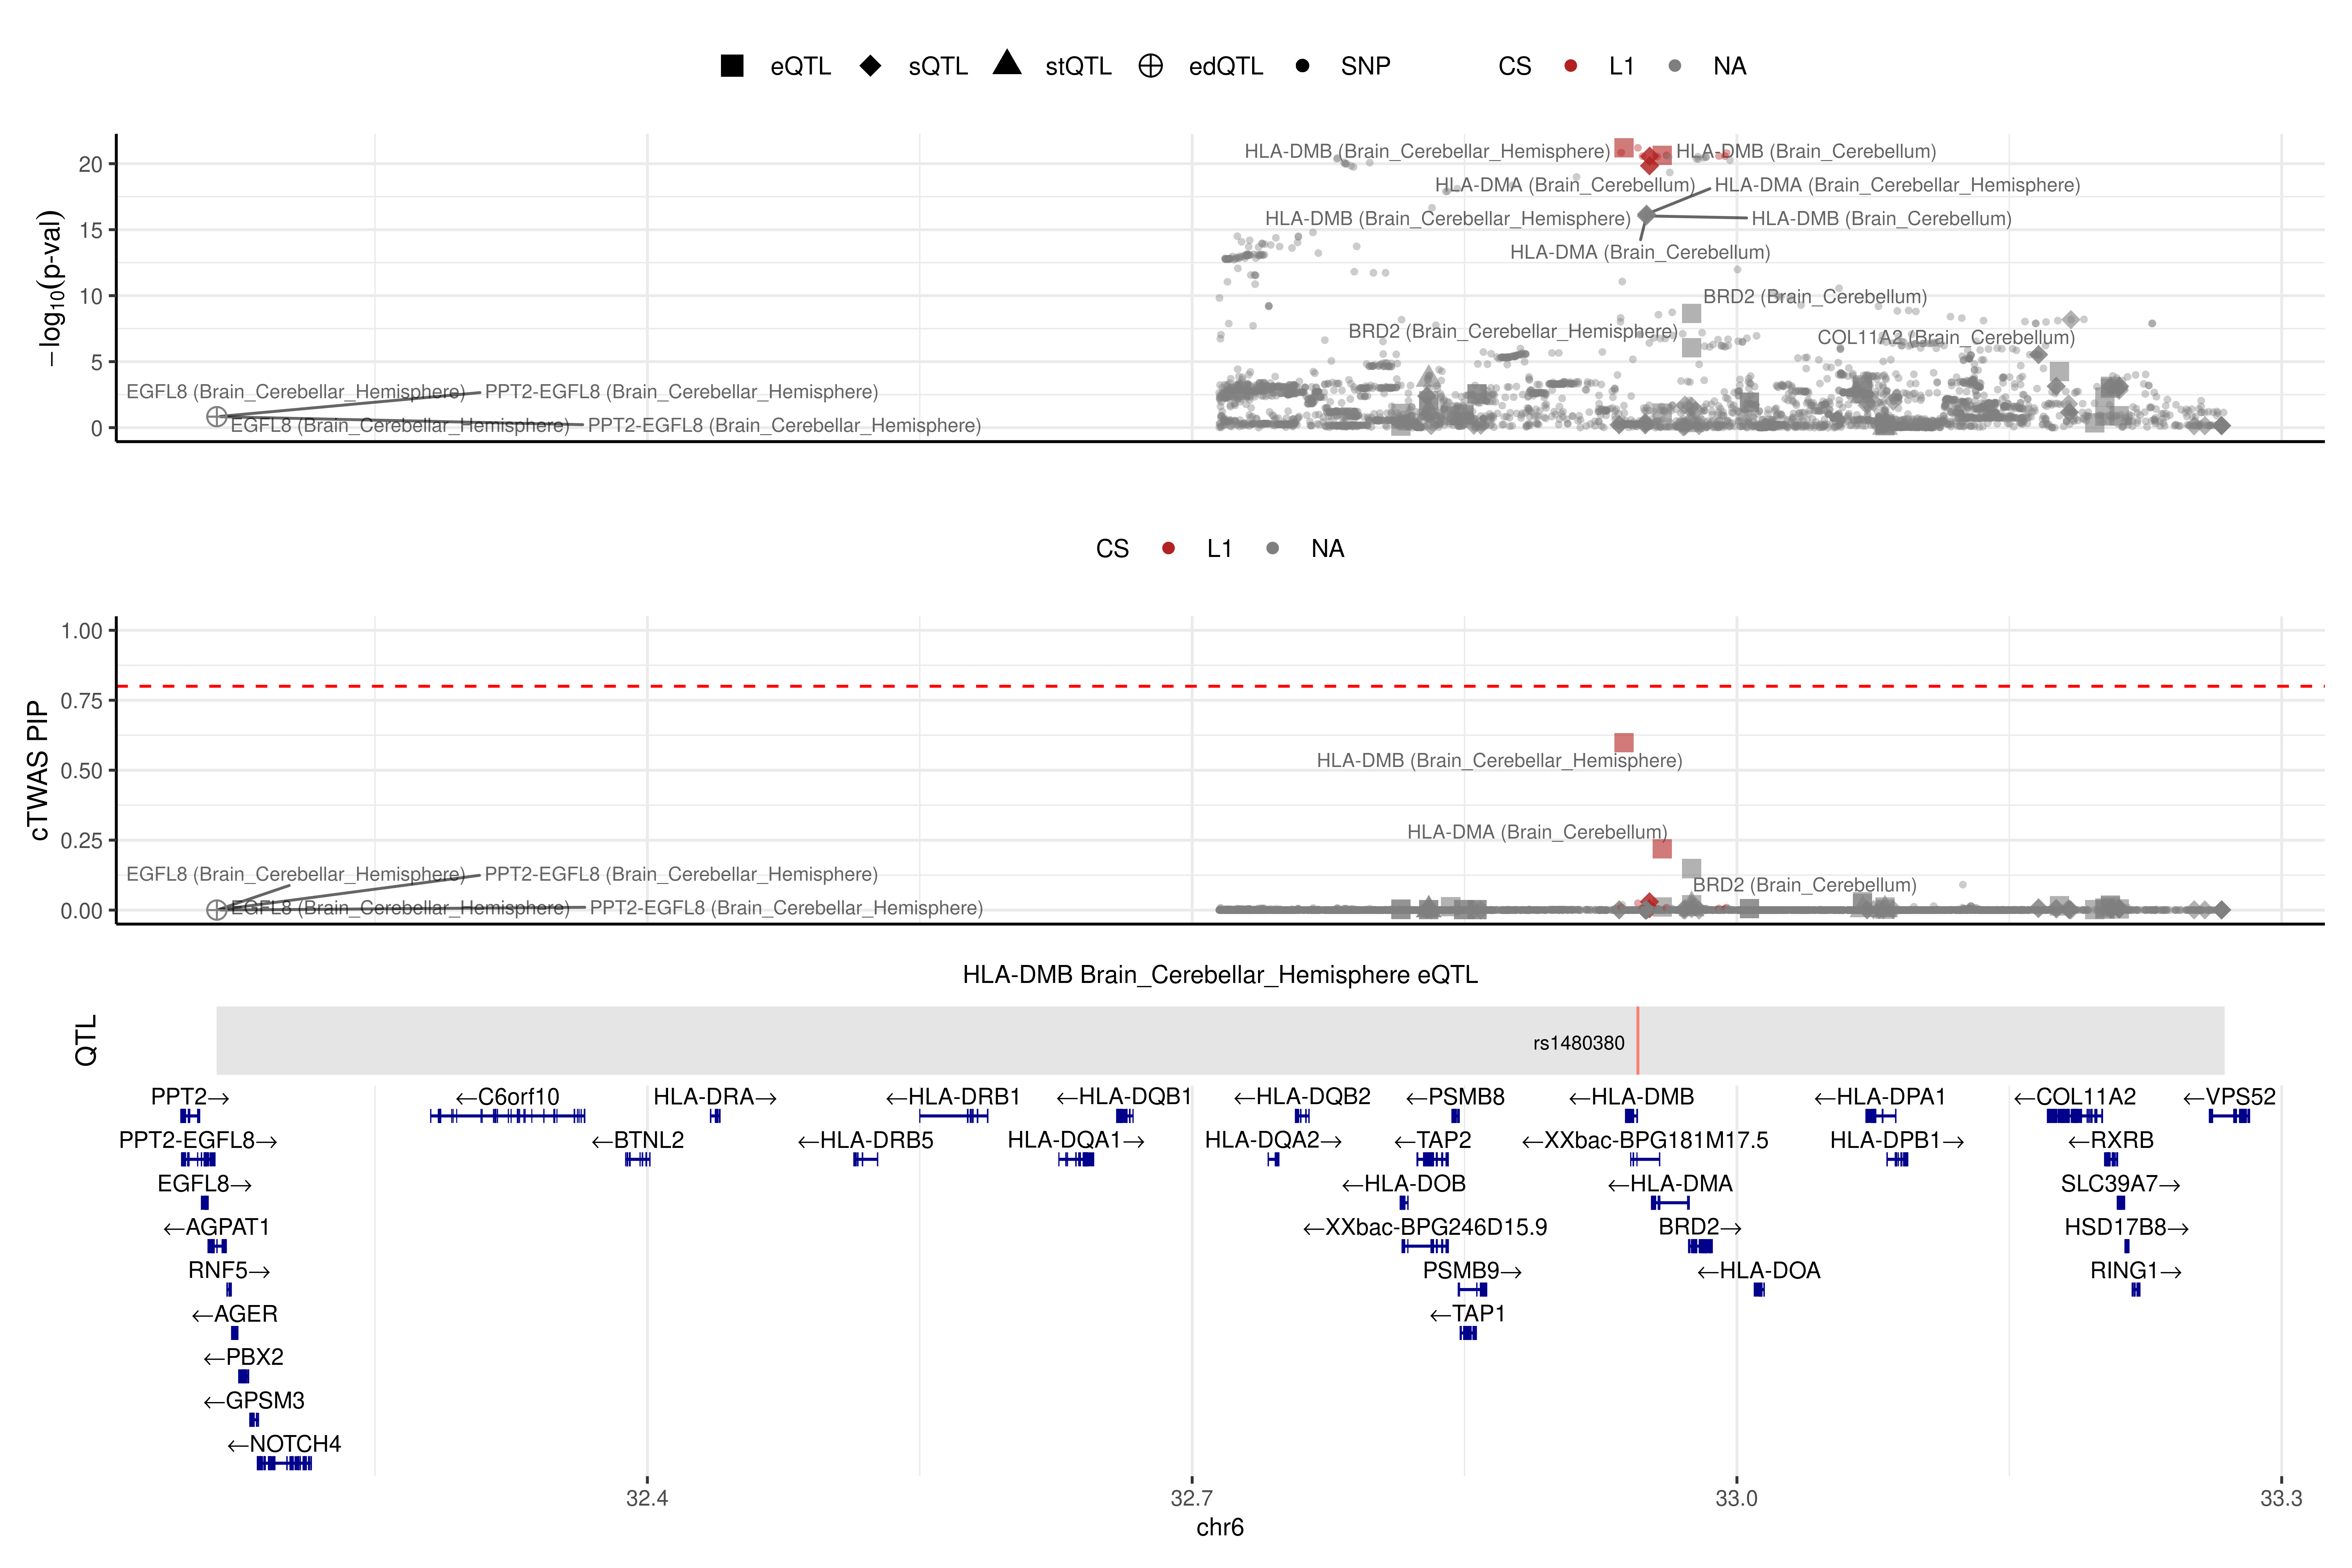 eQTL sQTL stQTL edQTL SNP CS L1 NA
−log10(p-val)
20
15
10
5
0
HLA-DMB (Brain_Cerebellar_Hemisphere)
HLA-DMB (Brain_Cerebellum)
HLA-DMA (Brain_Cerebellum)
HLA-DMA (Brain_Cerebellar_Hemisphere)
HLA-DMB (Brain_Cerebellar_Hemisphere)
HLA-DMB (Brain_Cerebellum)
HLA-DMA (Brain_Cerebellum)
BRD2 (Brain_Cerebellum)
BRD2 (Brain_Cerebellar_Hemisphere)
COL11A2 (Brain_Cerebellum)
EGFL8 (Brain_Cerebellar_Hemisphere)
PPT2-EGFL8 (Brain_Cerebellar_Hemisphere)
EGFL8 (Brain_Cerebellar_Hemisphere)
PPT2-EGFL8 (Brain_Cerebellar_Hemisphere)
CS L1 NA
cTWAS PIP
1.00
0.75
0.50
0.25
0.00
HLA-DMB (Brain_Cerebellar_Hemisphere)
HLA-DMA (Brain_Cerebellum)
BRD2 (Brain_Cerebellum)
EGFL8 (Brain_Cerebellar_Hemisphere)
PPT2-EGFL8 (Brain_Cerebellar_Hemisphere)
EGFL8 (Brain_Cerebellar_Hemisphere)
PPT2-EGFL8 (Brain_Cerebellar_Hemisphere)
HLA-DMB Brain_Cerebellar_Hemisphere eQTL
QTL
rs1480380
PPT2→ ←C6orf10 HLA-DRA→ ←HLA-DRB1 ←HLA-DQB1 ←HLA-DQB2 ←PSMB8 ←HLA-DMB ←HLA-DPA1 ←COL11A2 ←VPS52
PPT2-EGFL8→ ←BTNL2 ←HLA-DRB5 HLA-DQA1→ HLA-DQA2→ ←TAP2 ←XXbac-BPG181M17.5 HLA-DPB1→ ←RXRB
EGFL8→ ←HLA-DOB ←HLA-DMA SLC39A7→
←AGPAT1 ←XXbac-BPG246D15.9 BRD2→ HSD17B8→
RNF5→ PSMB9→ ←HLA-DOA RING1→
←AGER ←TAP1
←PBX2
←GPSM3
←NOTCH4
32.4 32.7 33.0 33.3
chr6